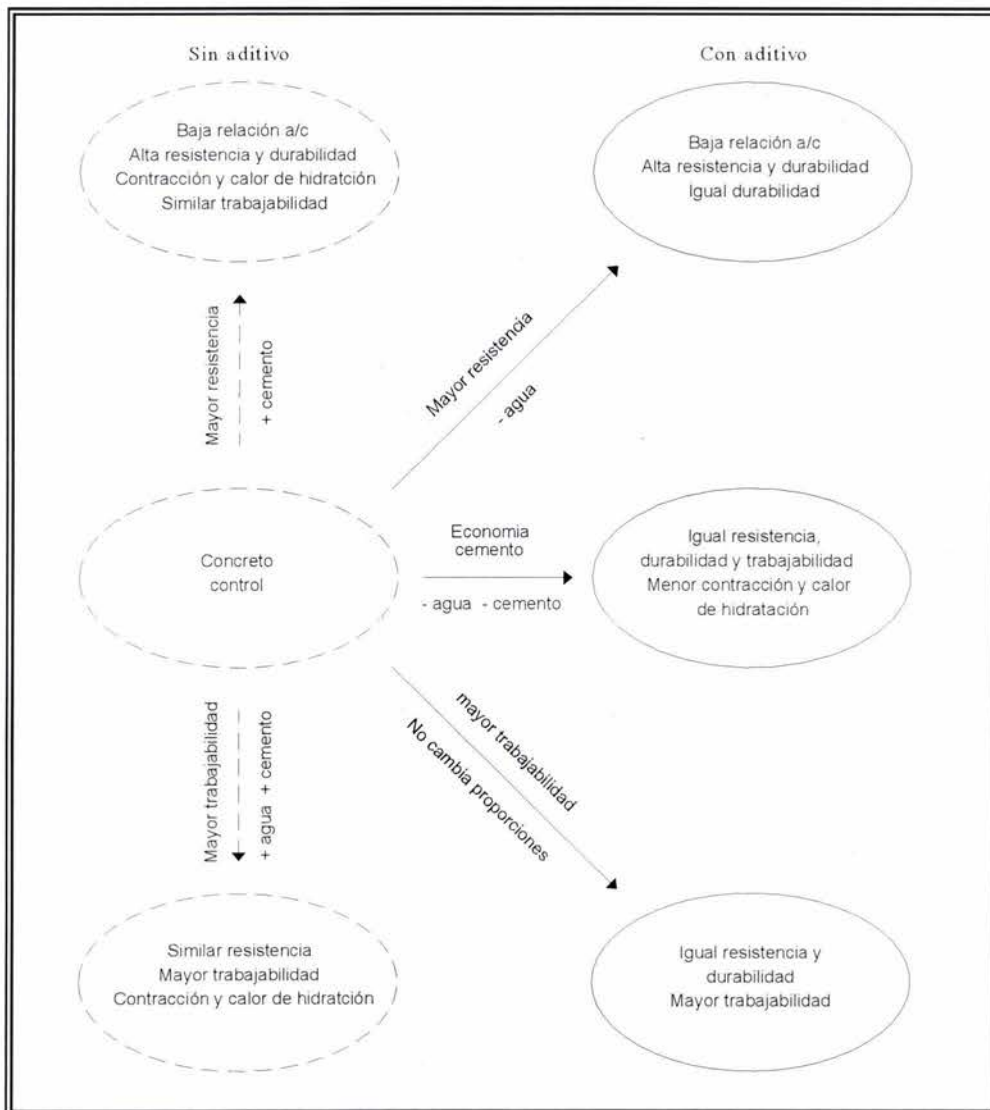 Sin aditivo
Con aditivo
Baja relación a/c
Alta resistencia y durabilidad
Contracción y calor de hidratción
Similar trabajabilidad
Baja relación a/c
Alta resistencia y durabilidad
Igual durabilidad
Mayor resistencia
+ cemento
Mayor resistencia
- agua
Concreto
control
Economia
cemento
- agua - cemento
Igual resistencia,
durabilidad y trabajabilidad
Menor contracción y calor
de hidratación
Mayor trabajabilidad
+ agua + cemento
mayor trabajabilidad
No cambia proporciones
Similar resistencia
Mayor trabajabilidad
Contracción y calor de hidratción
Igual resistencia y
durabilidad
Mayor trabajabilidad